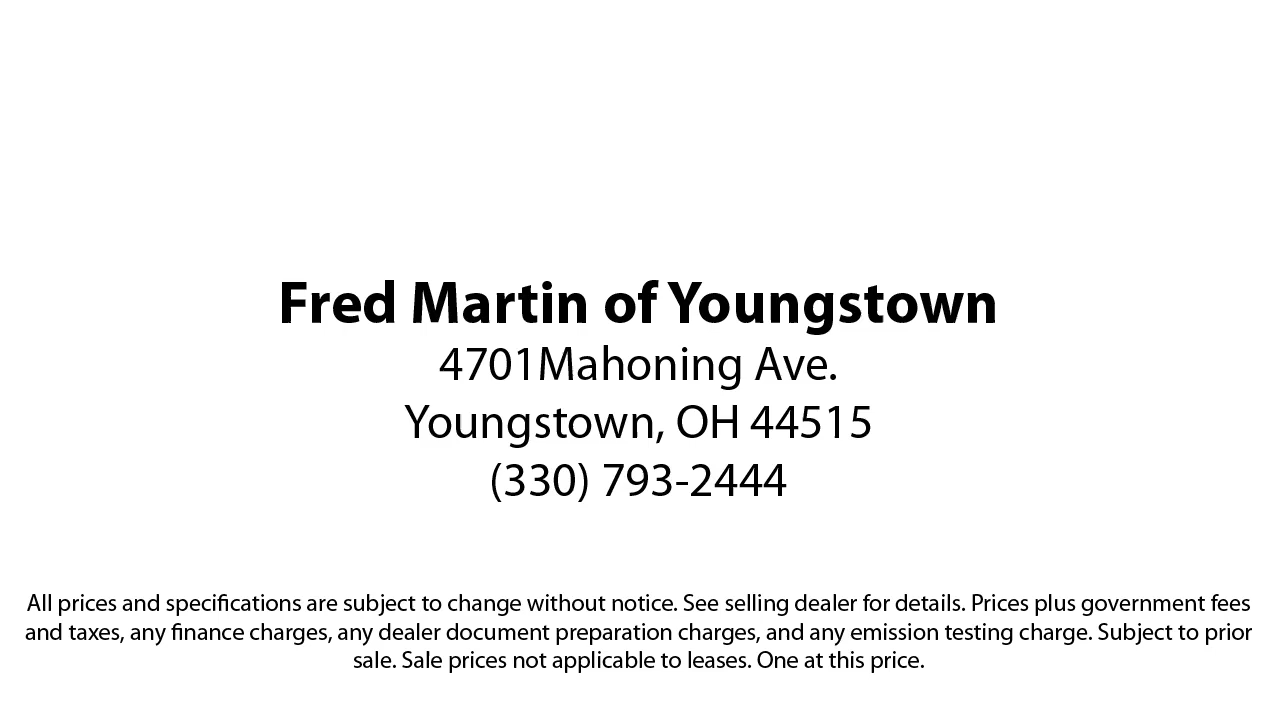 Fred Martin of Youngstown
4701Mahoning Ave.
Youngstown, OH 44515
(330) 793-2444
All prices and specifications are subject to change without notice. See selling dealer for details. Prices plus government fees
and taxes, any finance charges, any dealer document preparation charges, and any emission testing charge. Subject to prior
sale. Sale prices not applicable to leases. One at this price.